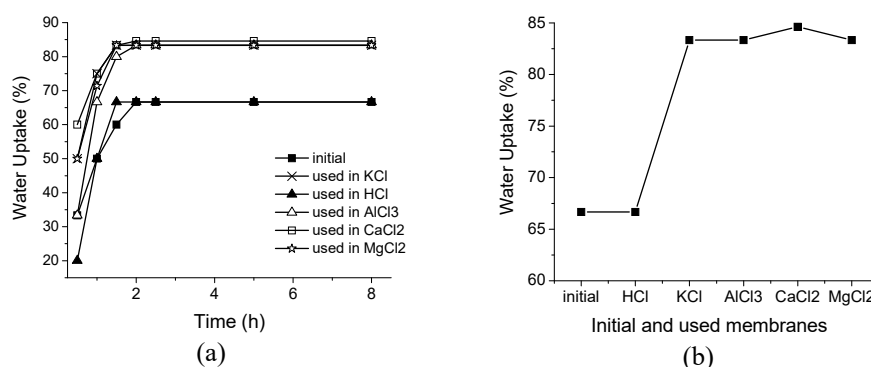 90
80
70
60
50
40
30
20
0
2
4
6
8
Water Uptake (%)
Time (h)
initial
used in KCl
used in HCl
used in AlCl3
used in CaCl2
used in MgCl2
(a)
85
80
75
70
65
60
Water Uptake (%)
initial HCl KCl AlCl3 CaCl2 MgCl2
Initial and used membranes
(b)